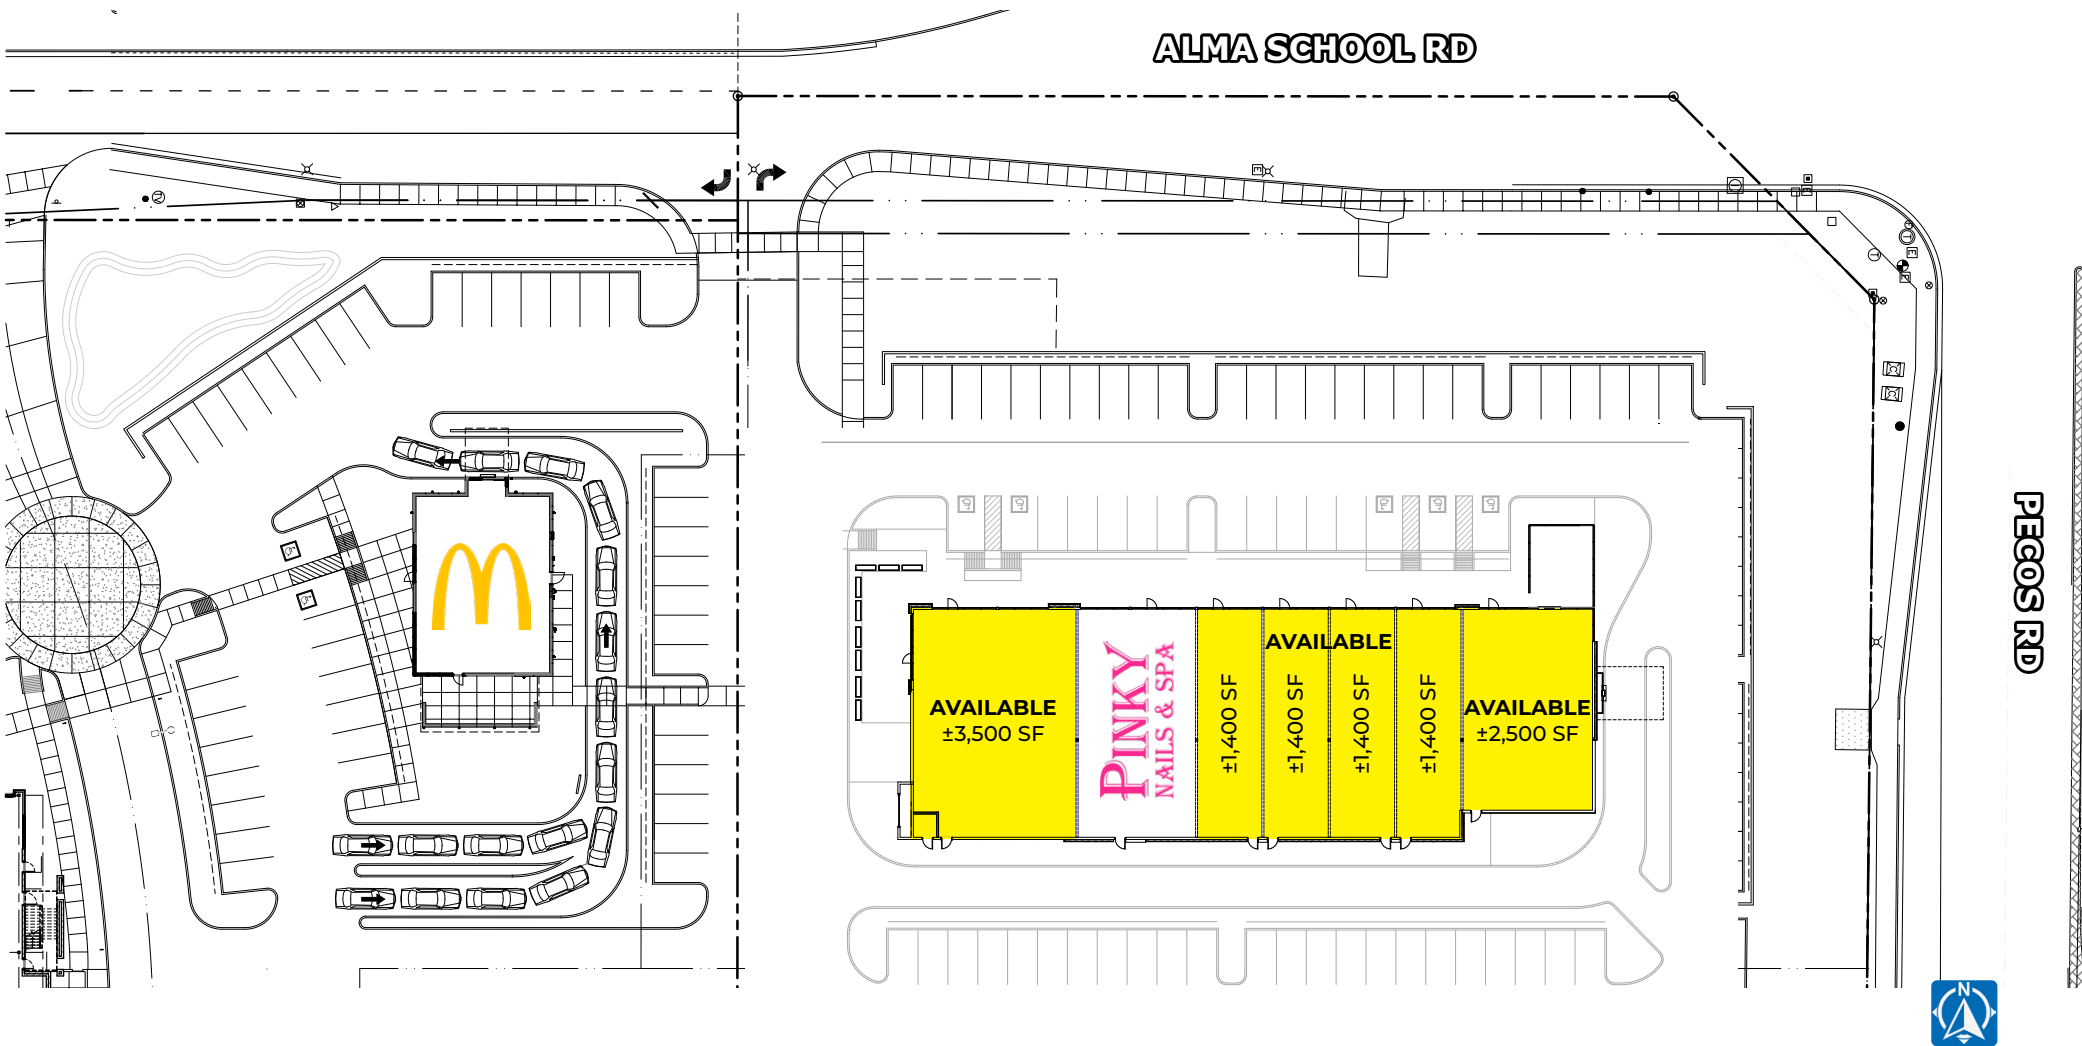 ALMA SCHOOL RD
PECOS RD
AVAILABLE
±3,500 SF
PINKY
NAILS & SPA
AVAILABLE
±1,400 SF
±1,400 SF
±1,400 SF
±1,400 SF
AVAILABLE
±2,500 SF
N